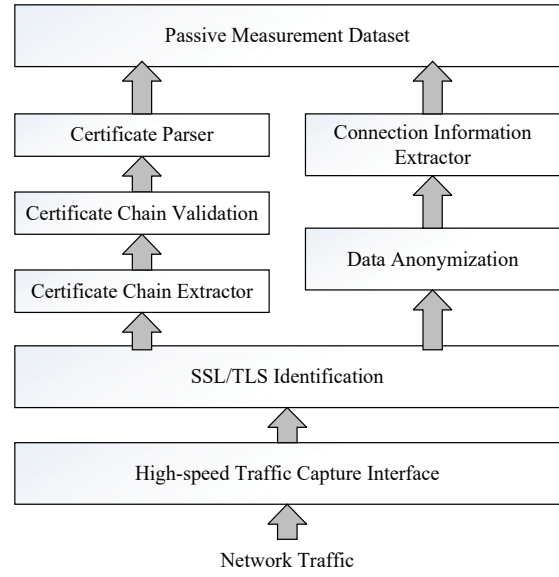 Passive Measurement Dataset
Certificate Parser
Connection Information
Extractor
Certificate Chain Validation
Data Anonymization
Certificate Chain Extractor
SSL/TLS Identification
High-speed Traffic Capture Interface
Network Traffic